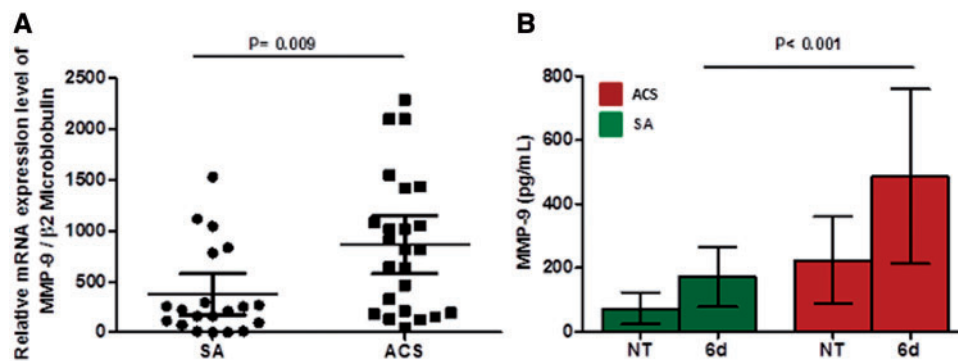 A
P= 0.009
Relative mRNA expression level of
MMP-9 / β2 Microblobulin
2500
2000
1500
1000
500
0
SA
ACS
B
P< 0.001
MMP-9 (pg/mL)
800
600
400
200
0
ACS
SA
NT
6d
NT
6d